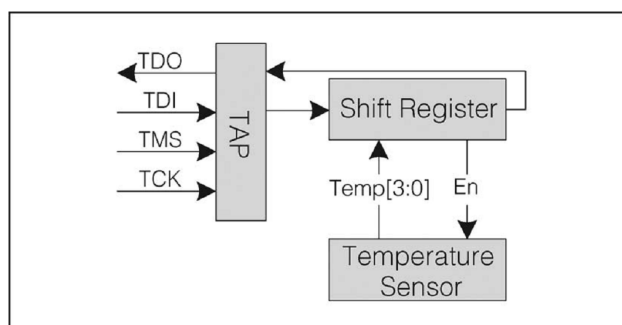 TDO
TDI
TMS
TCK
TAP
Shift Register
Temp[3:0]
En
Temperature
Sensor